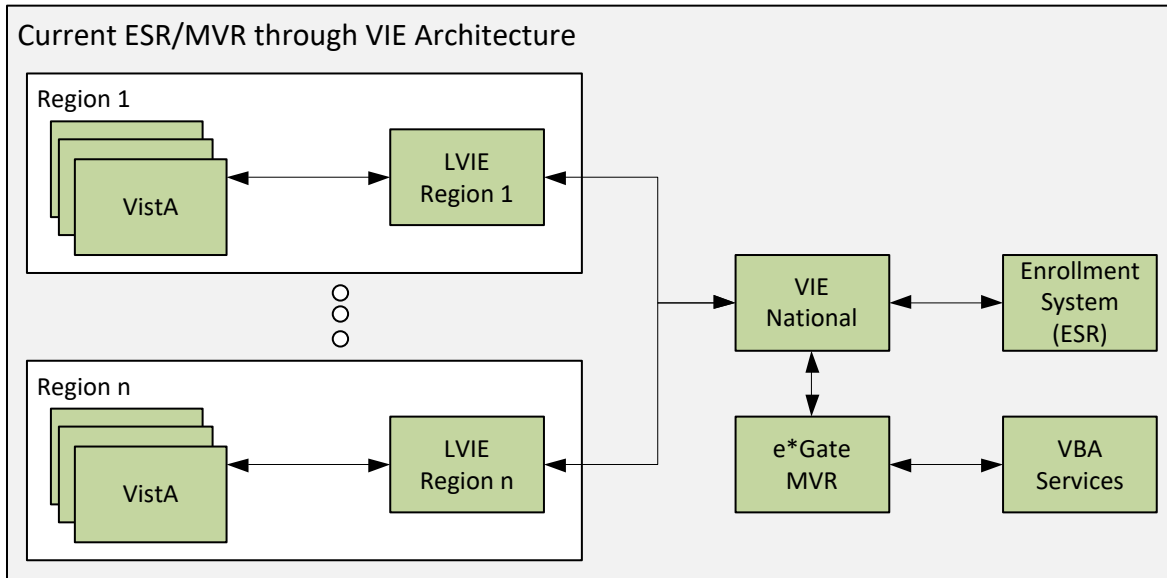 Current ESR/MVR through VIE Architecture
Region 1
VistA
LVIE
Region 1
Region n
VistA
LVIE
Region n
VIE
National
Enrollment
System
(ESR)
e*Gate
MVR
VBA
Services